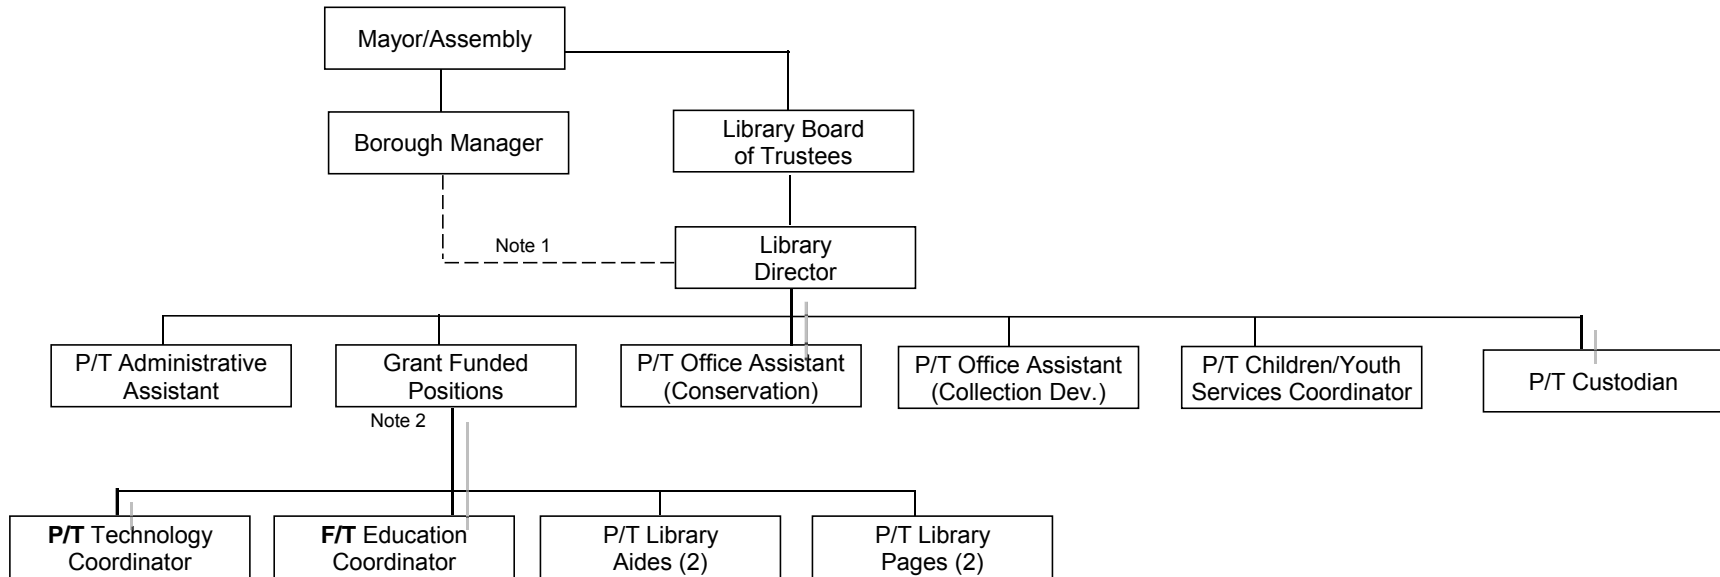 Mayor/Assembly
Borough Manager
Library Board
of Trustees
Note 1
Library
Director
P/T Administrative
Assistant
Grant Funded
Positions
P/T Office Assistant
(Conservation)
P/T Office Assistant
(Collection Dev.)
P/T Children/Youth
Services Coordinator
P/T Custodian
Note 2
P/T Technology
Coordinator
F/T Education
Coordinator
P/T Library
Aides (2)
P/T Library
Pages (2)